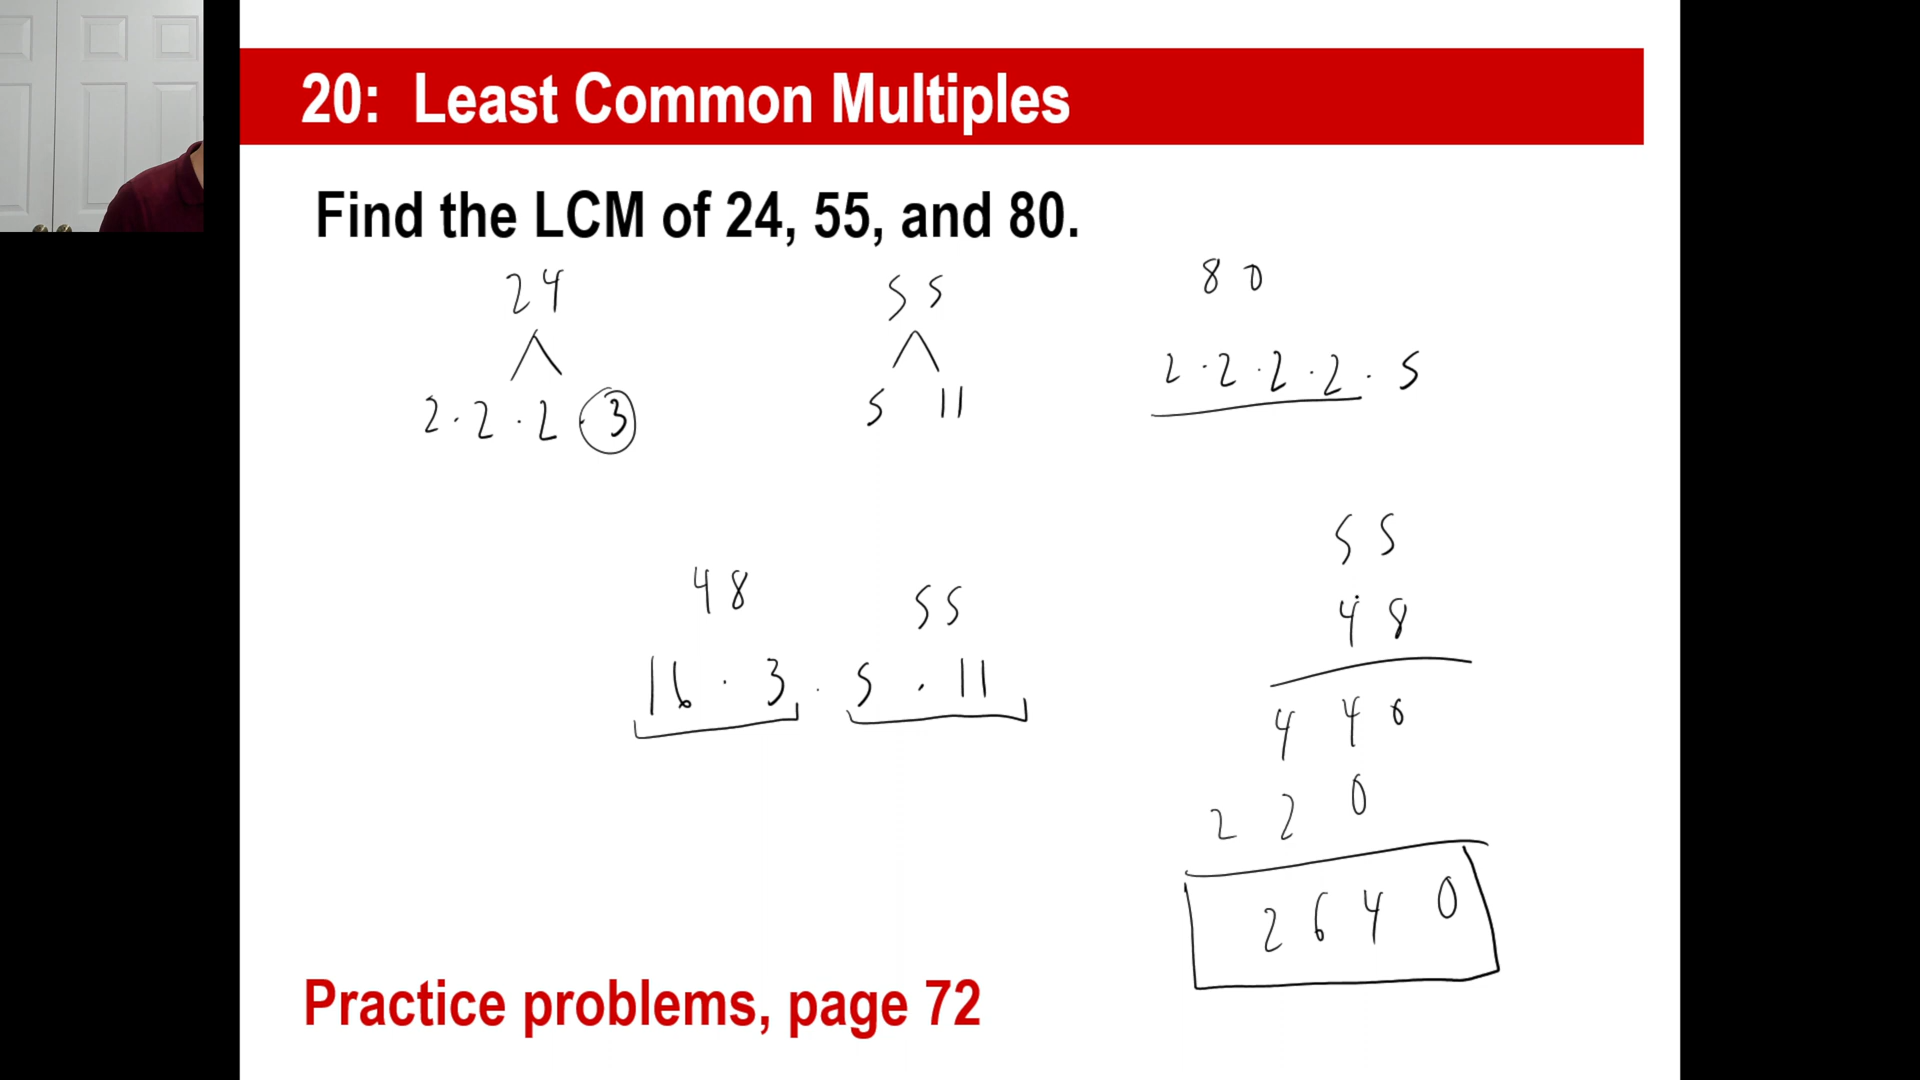 20: Least Common Multiples
Find the LCM of 24, 55, and 80.
24
2 · 2 · 2 · 3
55
5 11
80
2 · 2 · 2 · 2 · 5
48 55
16 · 3 · 5 · 11
55
48
440
220
2640
Practice problems, page 72